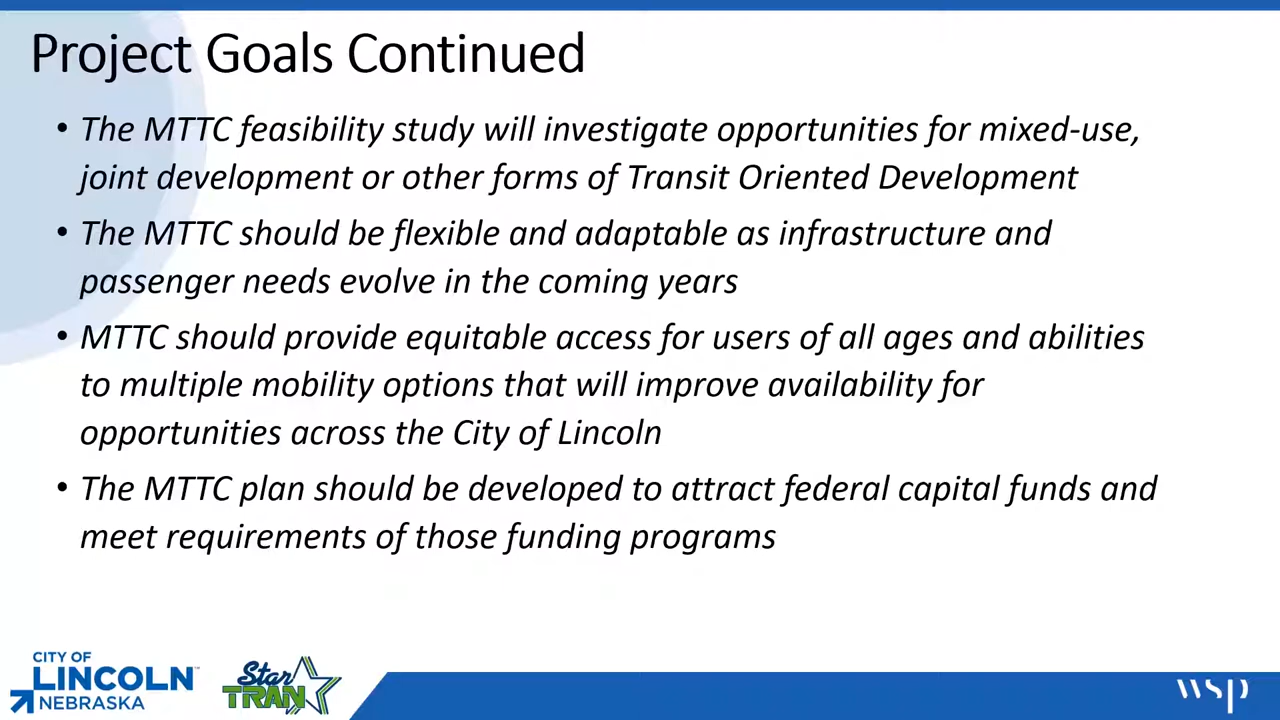 Project Goals Continued
• The MTTC feasibility study will investigate opportunities for mixed-use,
joint development or other forms of Transit Oriented Development
• The MTTC should be flexible and adaptable as infrastructure and
passenger needs evolve in the coming years
• MTTC should provide equitable access for users of all ages and abilities
to multiple mobility options that will improve availability for
opportunities across the City of Lincoln
• The MTTC plan should be developed to attract federal capital funds and
meet requirements of those funding programs
CITY OF
LINCOLN
NEBRASKA
Star
TRAN
wsp